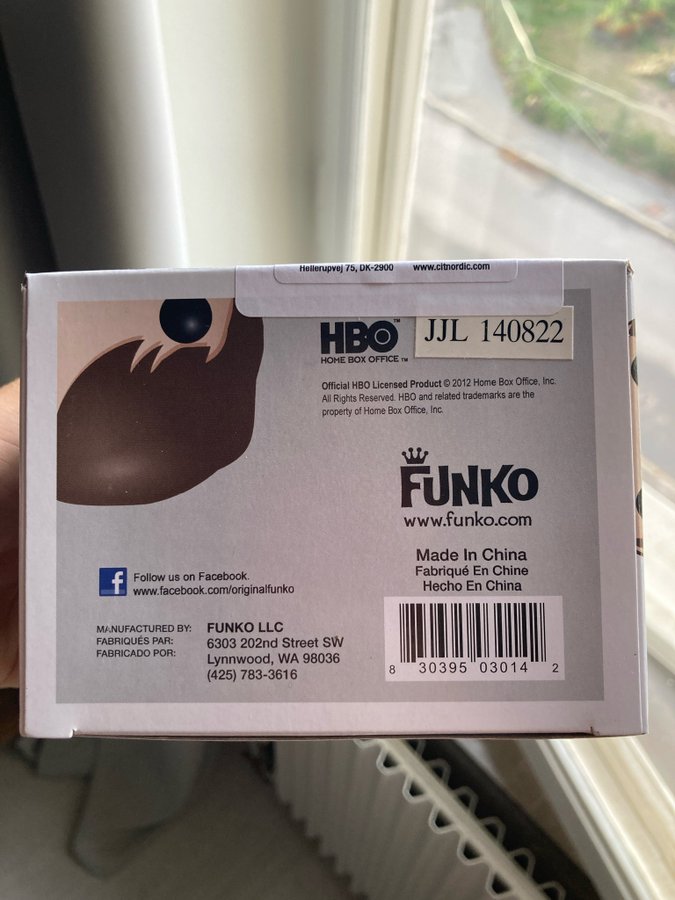 Hellerupvej 75, DK-2900 www.citnordic.com
HBO™
HOME BOX OFFICE™
JJL 140822
Official HBO Licensed Product © 2012 Home Box Office, Inc.
All Rights Reserved. HBO and related trademarks are the
property of Home Box Office, Inc.
FUNKO
www.funko.com
Made In China
Fabriqué En Chine
Hecho En China
f
Follow us on Facebook.
www.facebook.com/originalfunko
MANUFACTURED BY:
FABRIQUÉS PAR:
FABRICADO POR:
FUNKO LLC
6303 202nd Street SW
Lynnwood, WA 98036
(425) 783-3616
8 30395 03014 2